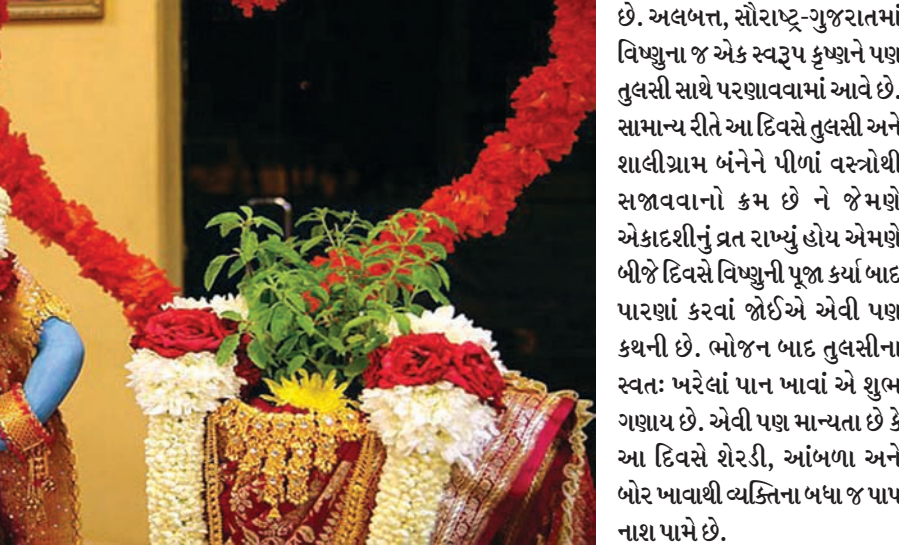 છે. અલબત્ત, સૌરાષ્ટ્ર-ગુજરાતમાં
વિષ્ણુના જ એક સ્વરૂપ કૃષ્ણને પણ
તુલસી સાથે પરણાવવામાં આવે છે.
સામાન્ય રીતે આ દિવસે તુલસી અને
શાલીગ્રામ બંનેને પીળાં વસ્ત્રોથી
સજાવવાનો ક્રમ છે ને જેમણે
એકાદશીનું વ્રત રાખ્યું હોય એમણે
બીજે દિવસે વિષ્ણુની પૂજા કર્યા બાદ
પારણાં કરવાં જોઈએ એવી પણ
કથની છે. ભોજન બાદ તુલસીના
સ્વતઃ ખરેલાં પાન ખાવાં એ શુભ
ગણાય છે. એવી પણ માન્યતા છે કે
આ દિવસે શેરડી, આંબળા અને
બોર ખાવાથી વ્યક્તિના બધા જ પાપ
નાશ પામે છે.